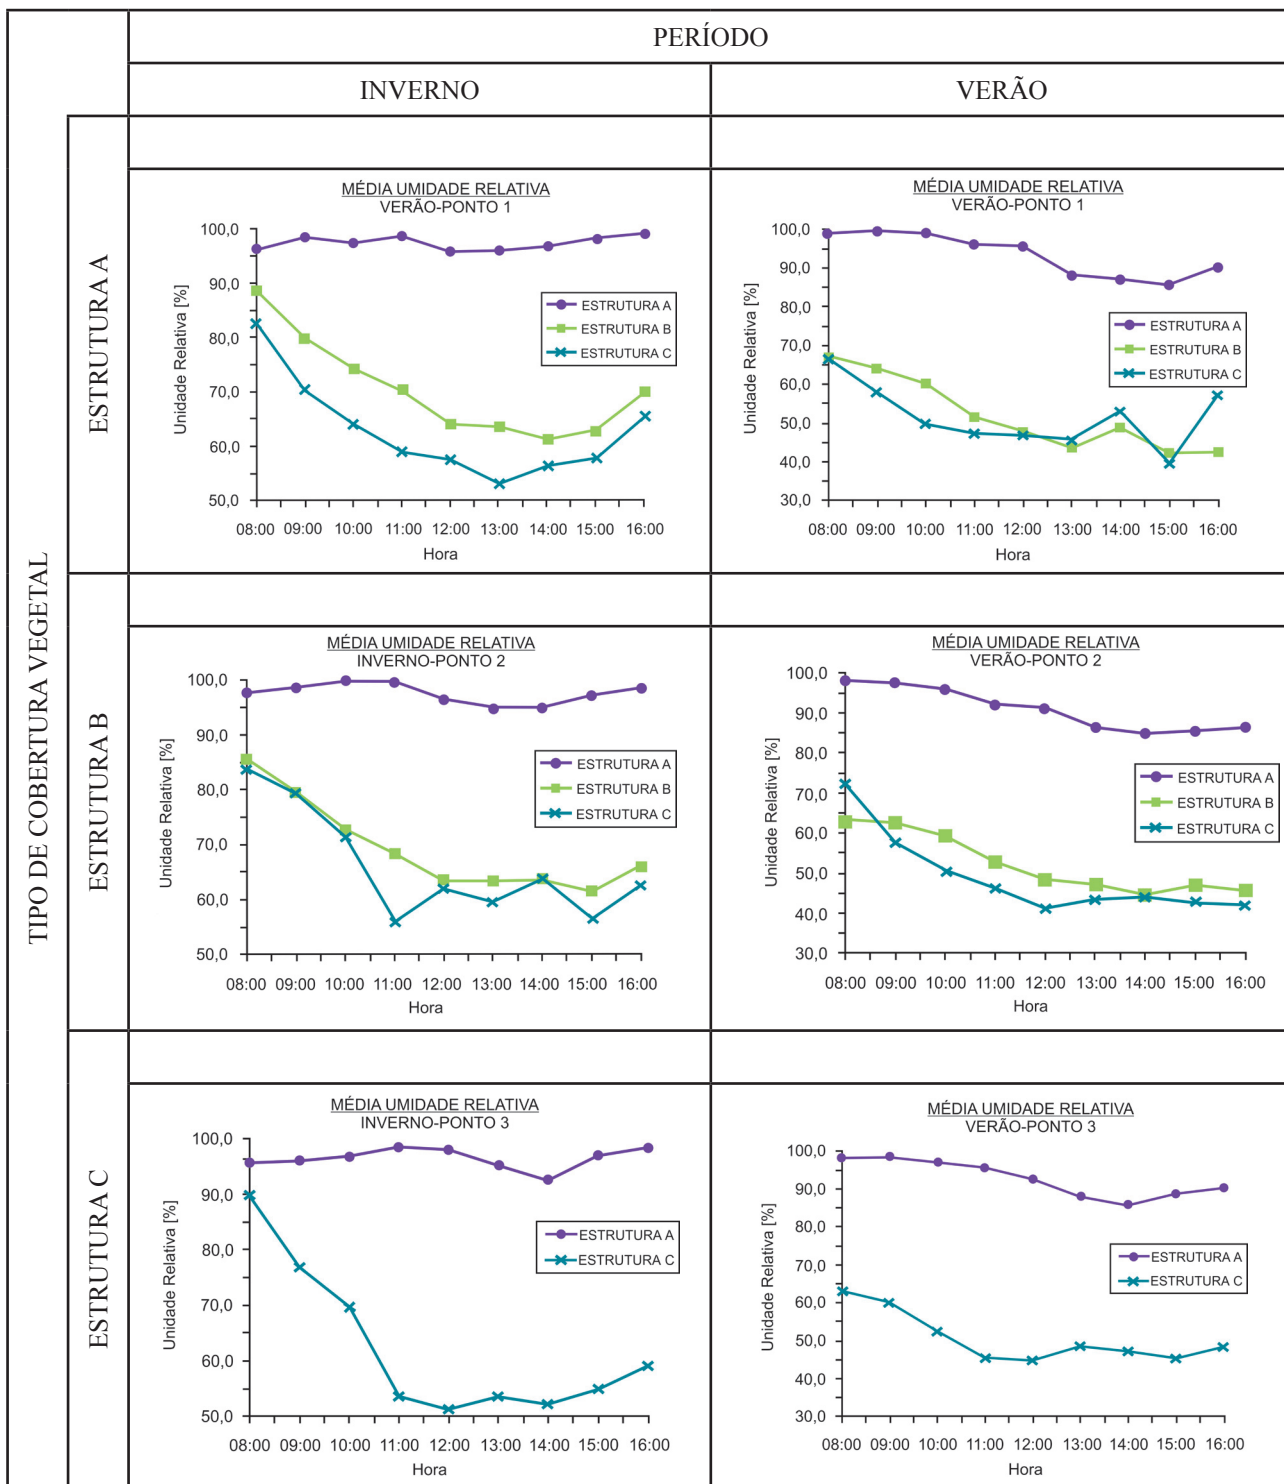 PERÍODO
INVERNO
VERÃO
TIPO DE COBERTURA VEGETAL
ESTRUTURA A
MÉDIA UMIDADE RELATIVA
VERÃO-PONTO 1
Unidade Relativa [%]
100,0
90,0
80,0
70,0
60,0
50,0
ESTRUTURA A
ESTRUTURA B
ESTRUTURA C
08:00 09:00 10:00 11:00 12:00 13:00 14:00 15:00 16:00
Hora
MÉDIA UMIDADE RELATIVA
VERÃO-PONTO 1
Unidade Relativa [%]
100,0
90,0
80,0
70,0
60,0
50,0
40,0
30,0
ESTRUTURA A
ESTRUTURA B
ESTRUTURA C
08:00 09:00 10:00 11:00 12:00 13:00 14:00 15:00 16:00
Hora
ESTRUTURA B
MÉDIA UMIDADE RELATIVA
INVERNO-PONTO 2
Unidade Relativa [%]
100,0
90,0
80,0
70,0
60,0
50,0
ESTRUTURA A
ESTRUTURA B
ESTRUTURA C
08:00 09:00 10:00 11:00 12:00 13:00 14:00 15:00 16:00
Hora
MÉDIA UMIDADE RELATIVA
VERÃO-PONTO 2
Unidade Relativa [%]
100,0
90,0
80,0
70,0
60,0
50,0
40,0
30,0
ESTRUTURA A
ESTRUTURA B
ESTRUTURA C
08:00 09:00 10:00 11:00 12:00 13:00 14:00 15:00 16:00
Hora
ESTRUTURA C
MÉDIA UMIDADE RELATIVA
INVERNO-PONTO 3
Unidade Relativa [%]
100,0
90,0
80,0
70,0
60,0
50,0
ESTRUTURA A
ESTRUTURA C
08:00 09:00 10:00 11:00 12:00 13:00 14:00 15:00 16:00
Hora
MÉDIA UMIDADE RELATIVA
VERÃO-PONTO 3
Unidade Relativa [%]
100,0
90,0
80,0
70,0
60,0
50,0
40,0
30,0
ESTRUTURA A
ESTRUTURA C
08:00 09:00 10:00 11:00 12:00 13:00 14:00 15:00 16:00
Hora